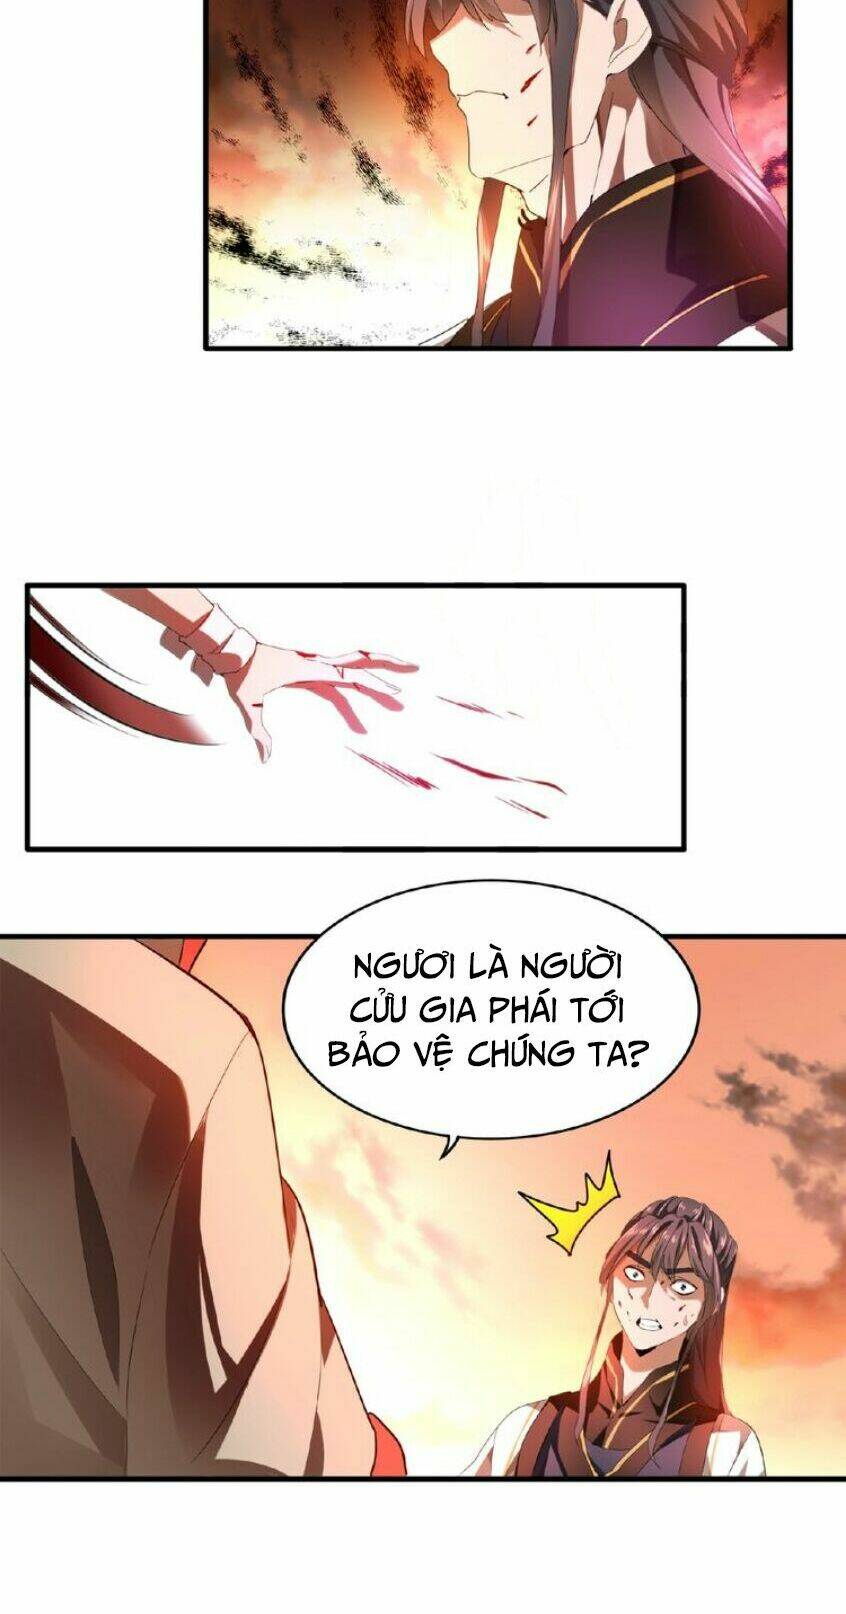 NGƯƠI LÀ NGƯỜI
CỬU GIA PHÁI TỚI
BẢO VỆ CHÚNG TA?